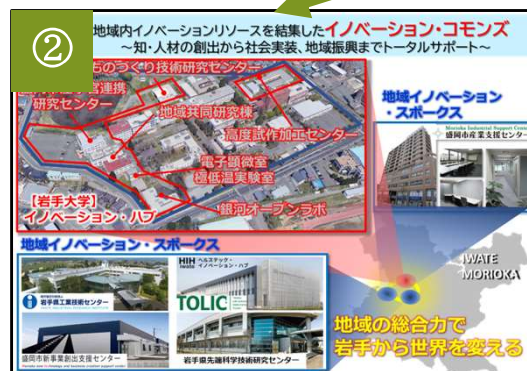 ②
地域内イノベーションリソースを結集したイノベーション・コモンズ
～知・人材の創出から社会実装、地域振興までトータルサポート～
ものづくり技術研究センター
研究センター
地域共同研究棟
高度試作加工センター
電子顕微室
極低温実験室
銀河オープンラボ
【岩手大学】
イノベーション・ハブ
地域イノベーション
・スポークス
Morioka Industrial Support Center
盛岡市産業支援センター
地域イノベーション・スポークス
岩手県工業技術センター
盛岡市新事業創出支援センター
HIH
iwate
ヘルステック・
イノベーション・ハブ
TOLIC
岩手県先端科学技術研究センター
IWATE
MORIOKA
地域の総合力で
岩手から世界を変える